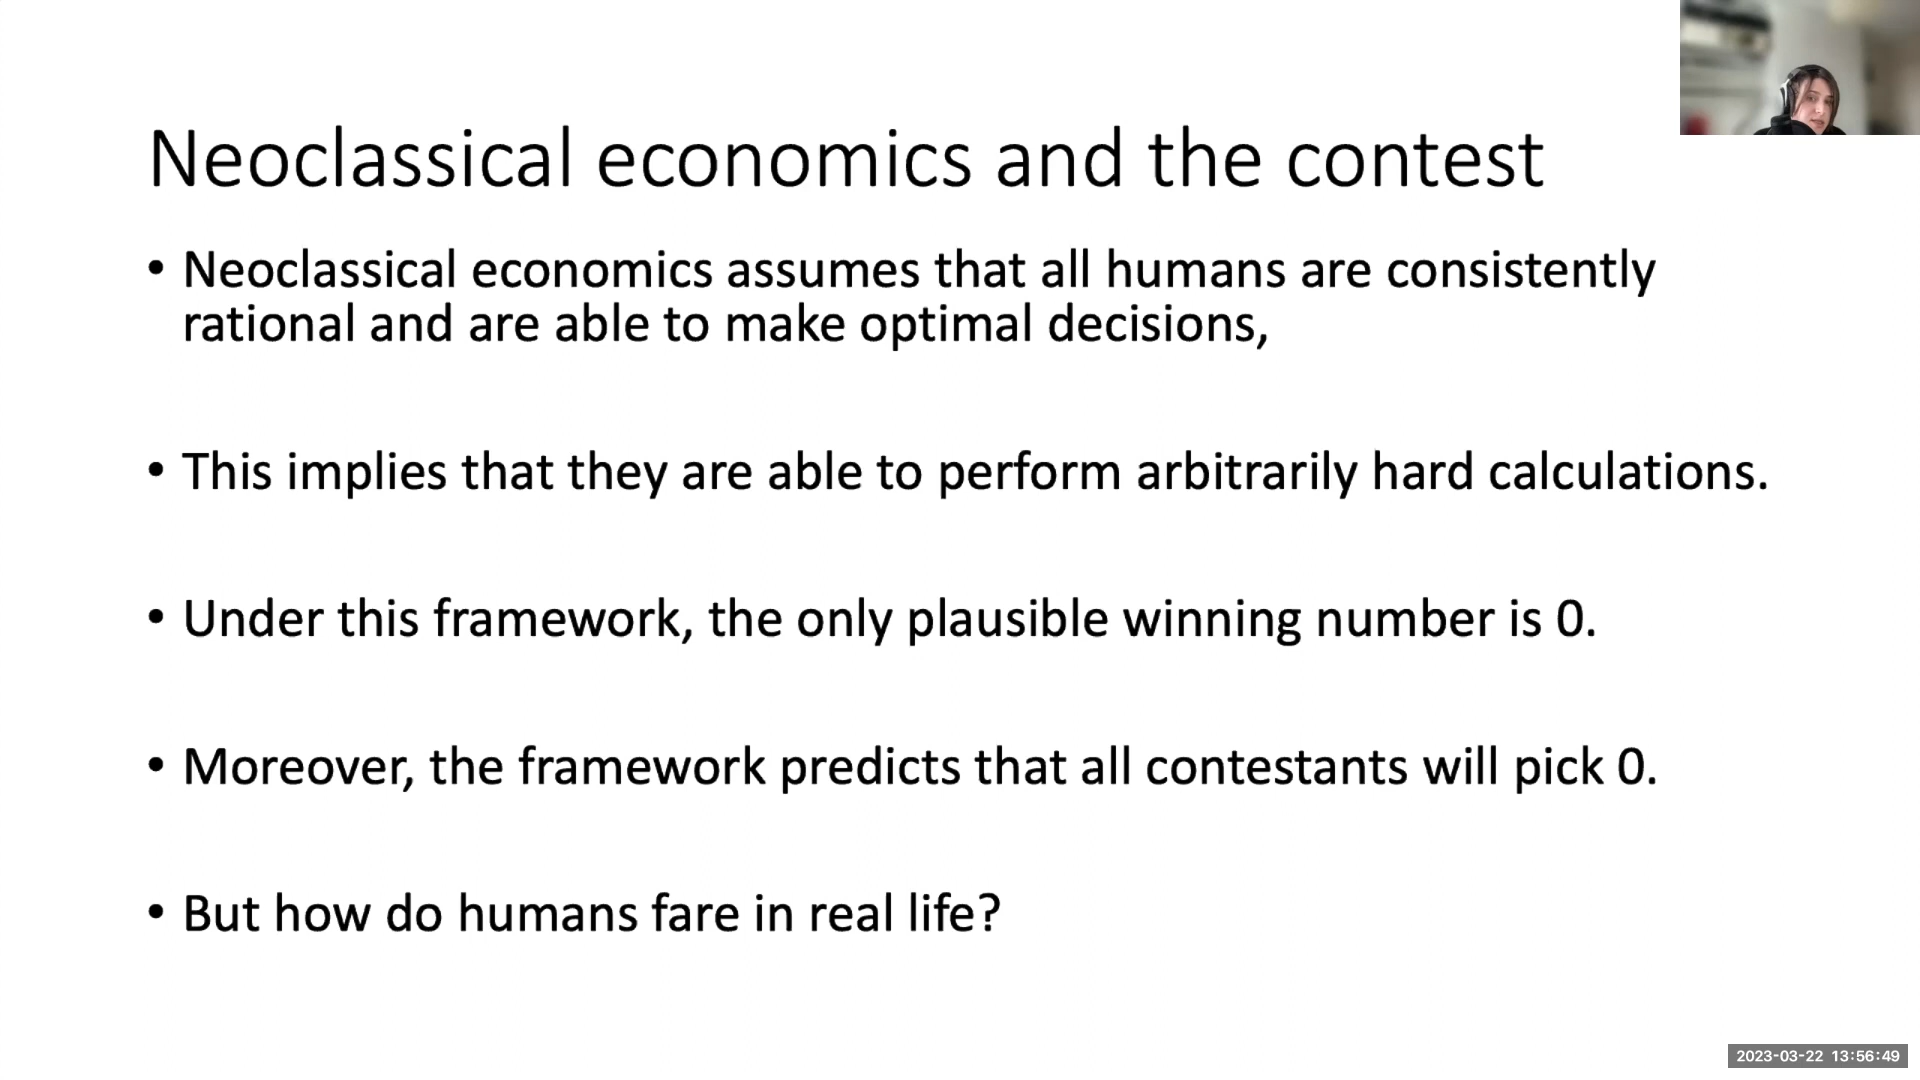 Neoclassical economics and the contest
• Neoclassical economics assumes that all humans are consistently
rational and are able to make optimal decisions,
• This implies that they are able to perform arbitrarily hard calculations.
• Under this framework, the only plausible winning number is 0.
• Moreover, the framework predicts that all contestants will pick 0.
• But how do humans fare in real life?
2023-03-22 13:56:49